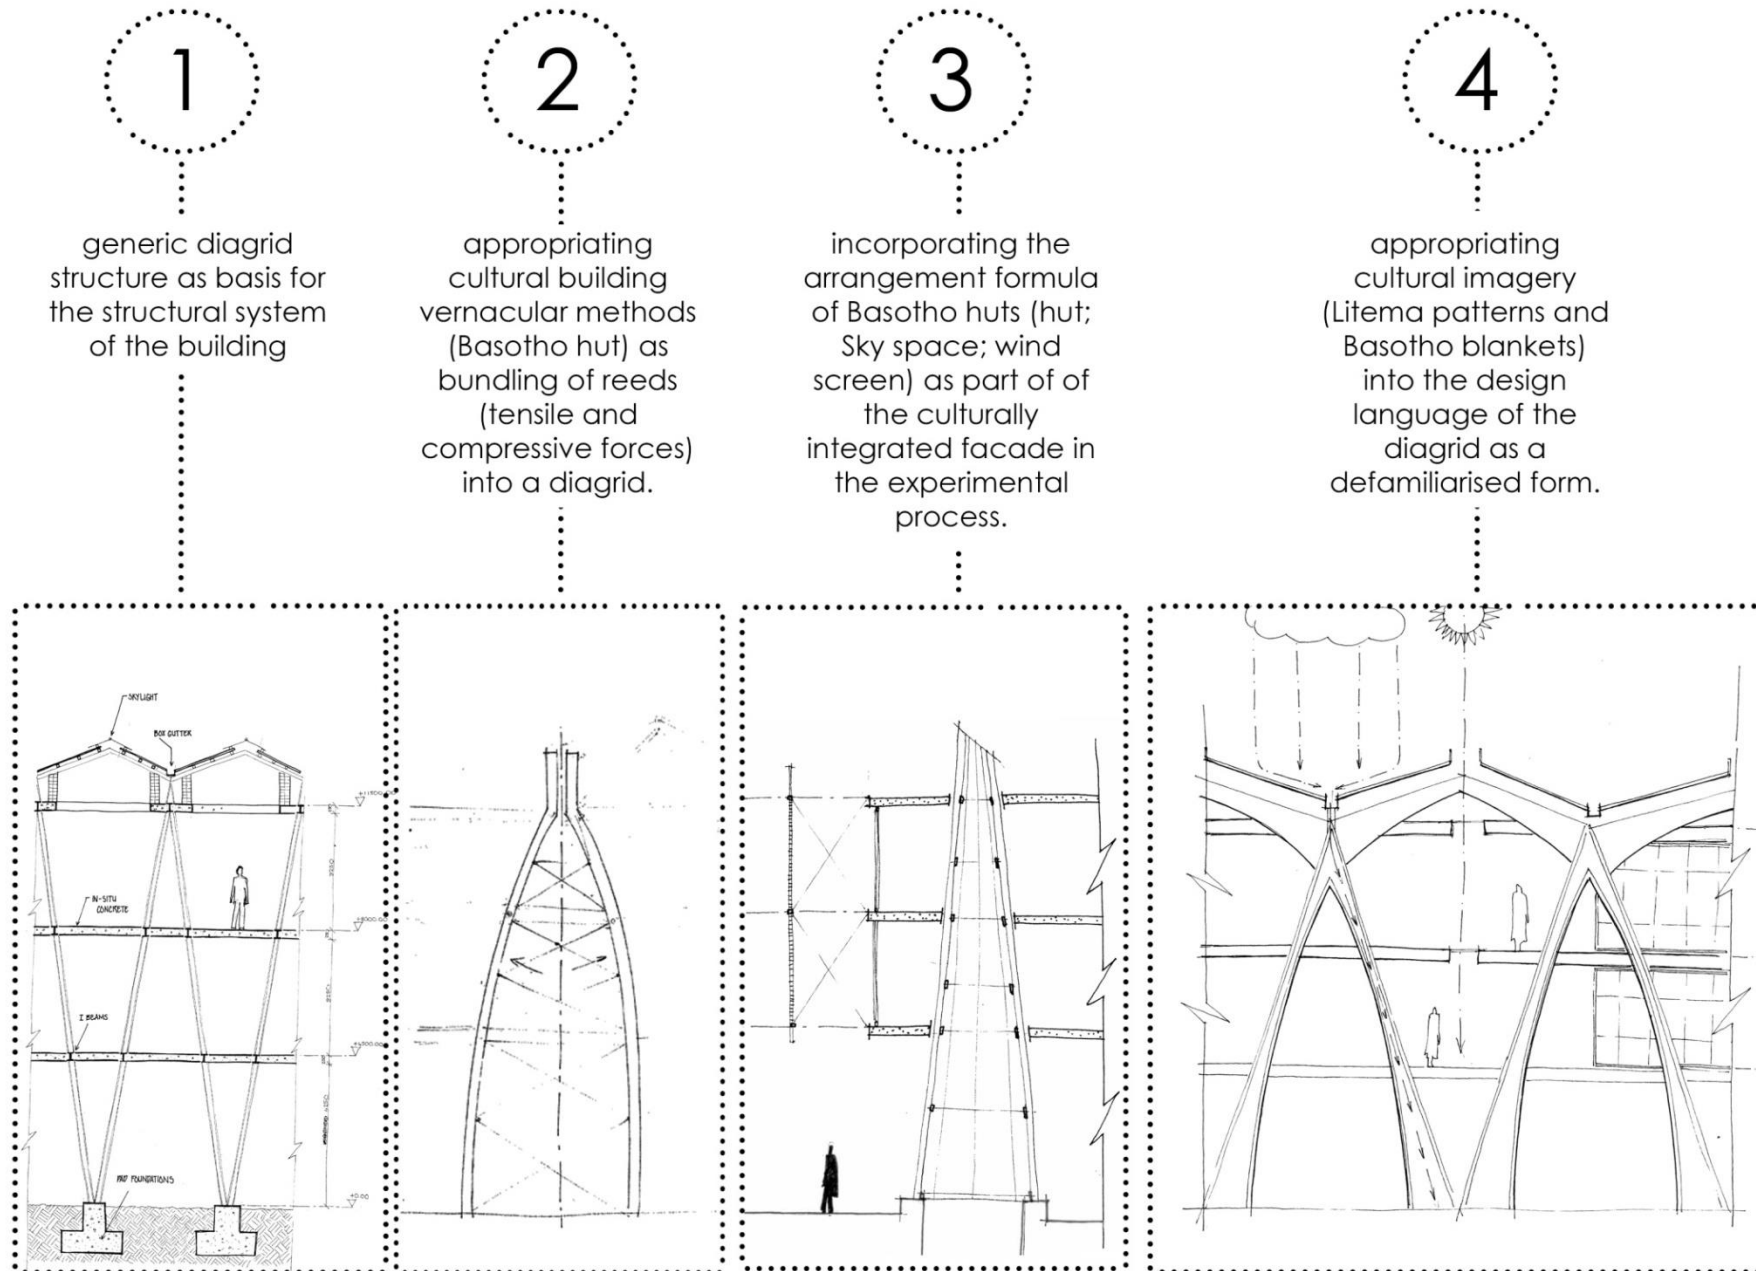 1
generic diagrid
structure as basis for
the structural system
of the building
2
appropriating
cultural building
vernacular methods
(Basotho hut) as
bundling of reeds
(tensile and
compressive forces)
into a diagrid.
3
incorporating the
arrangement formula
of Basotho huts (hut;
Sky space; wind
screen) as part of of
the culturally
integrated facade in
the experimental
process.
4
appropriating
cultural imagery
(Litema patterns and
Basotho blankets)
into the design
language of the
diagrid as a
defamiliarised form.
SKYLIGHT
BOX GUTTER
IN-SITU
CONCRETE
I BEAMS
PAD FOUNDATIONS
±0.00